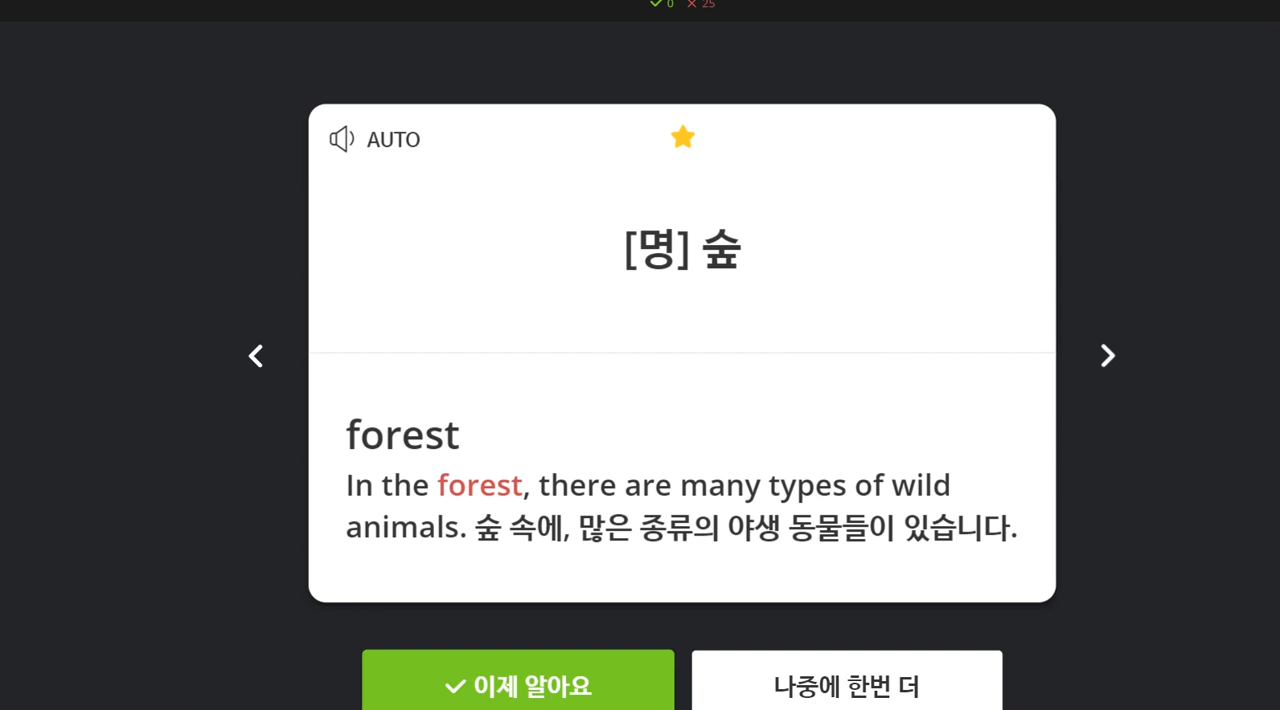 0 25
AUTO
[명] 숲
forest
In the forest, there are many types of wild
animals. 숲 속에, 많은 종류의 야생 동물들이 있습니다.
이제 알아요
나중에 한번 더